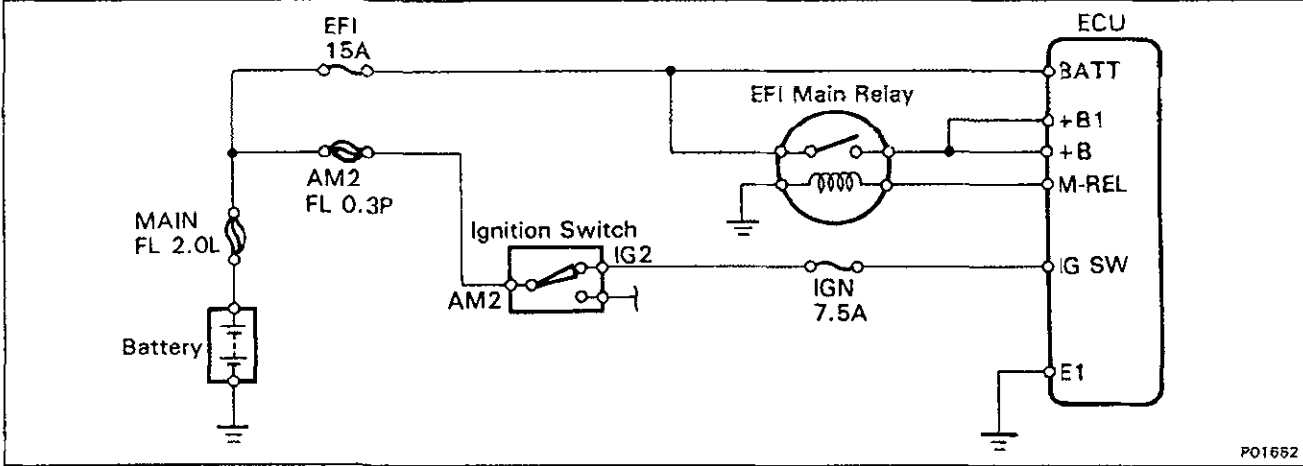 EFI
15A
ECU
BATT
EFI Main Relay
+B1
+B
AM2
FL 0.3P
M-REL
MAIN
FL 2.0L
Ignition Switch
IG2
IG SW
AM2
IGN
7.5A
Battery
E1
P01652